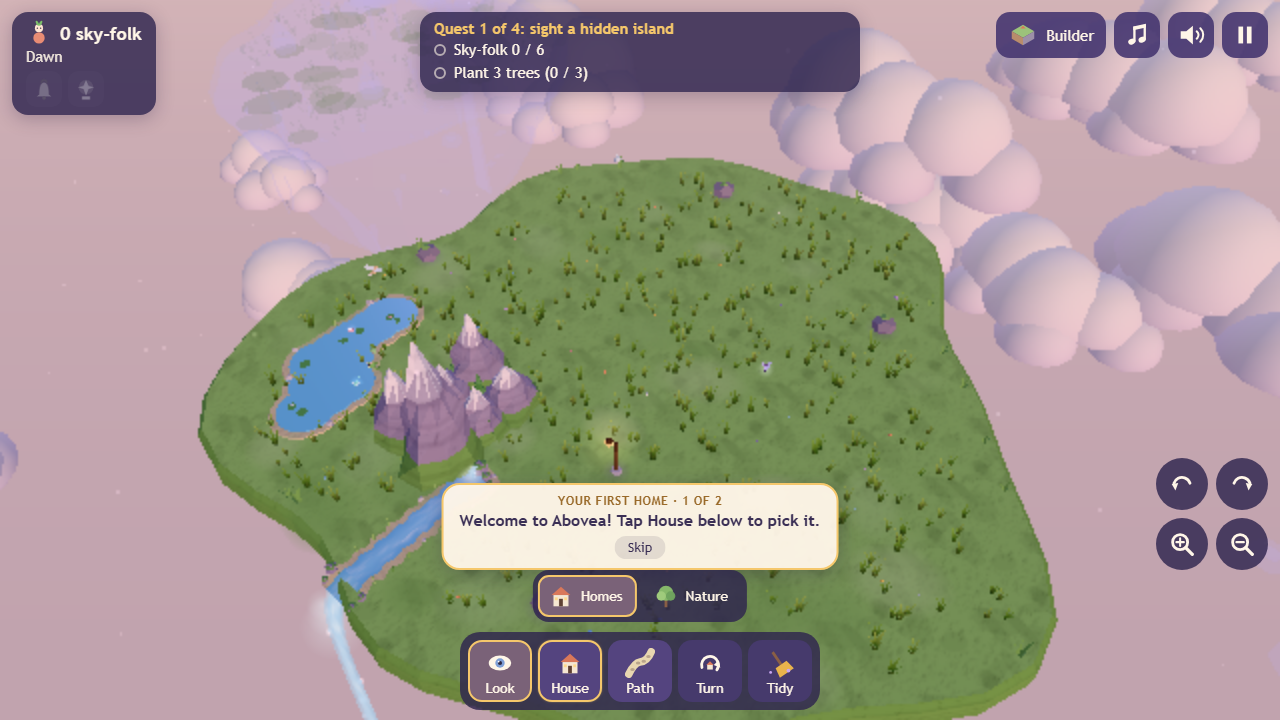 0 sky-folk
Dawn
Quest 1 of 4: sight a hidden island
Sky-folk 0 / 6
Plant 3 trees (0 / 3)
Builder
YOUR FIRST HOME · 1 OF 2
Welcome to Abovea! Tap House below to pick it.
Skip
Homes
Nature
Look
House
Path
Turn
Tidy